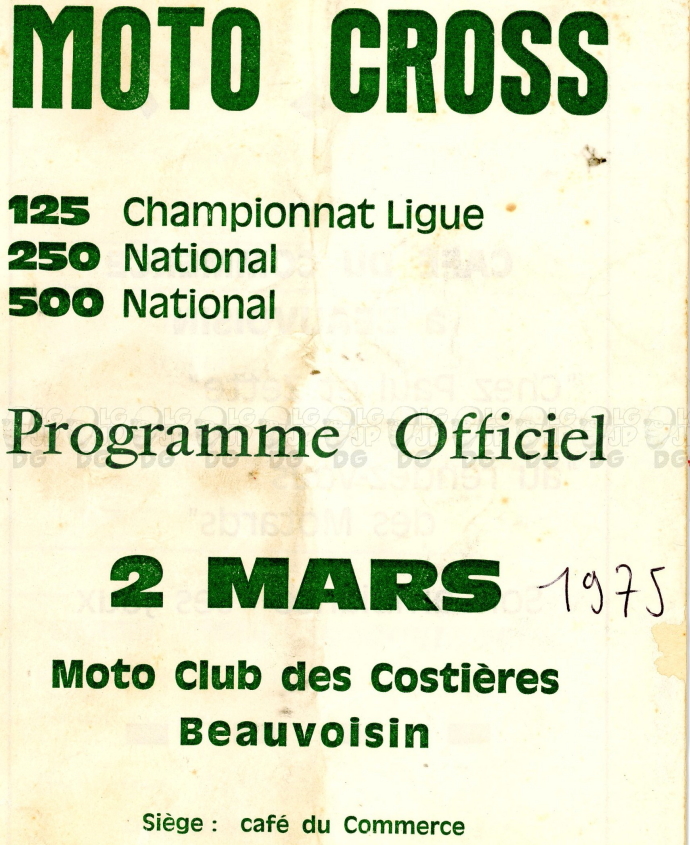 MOTO CROSS
125 Championnat Ligue
250 National
500 National
Programme Officiel
2 MARS 1975
Moto Club des Costières
Beauvoisin
Siège : café du Commerce